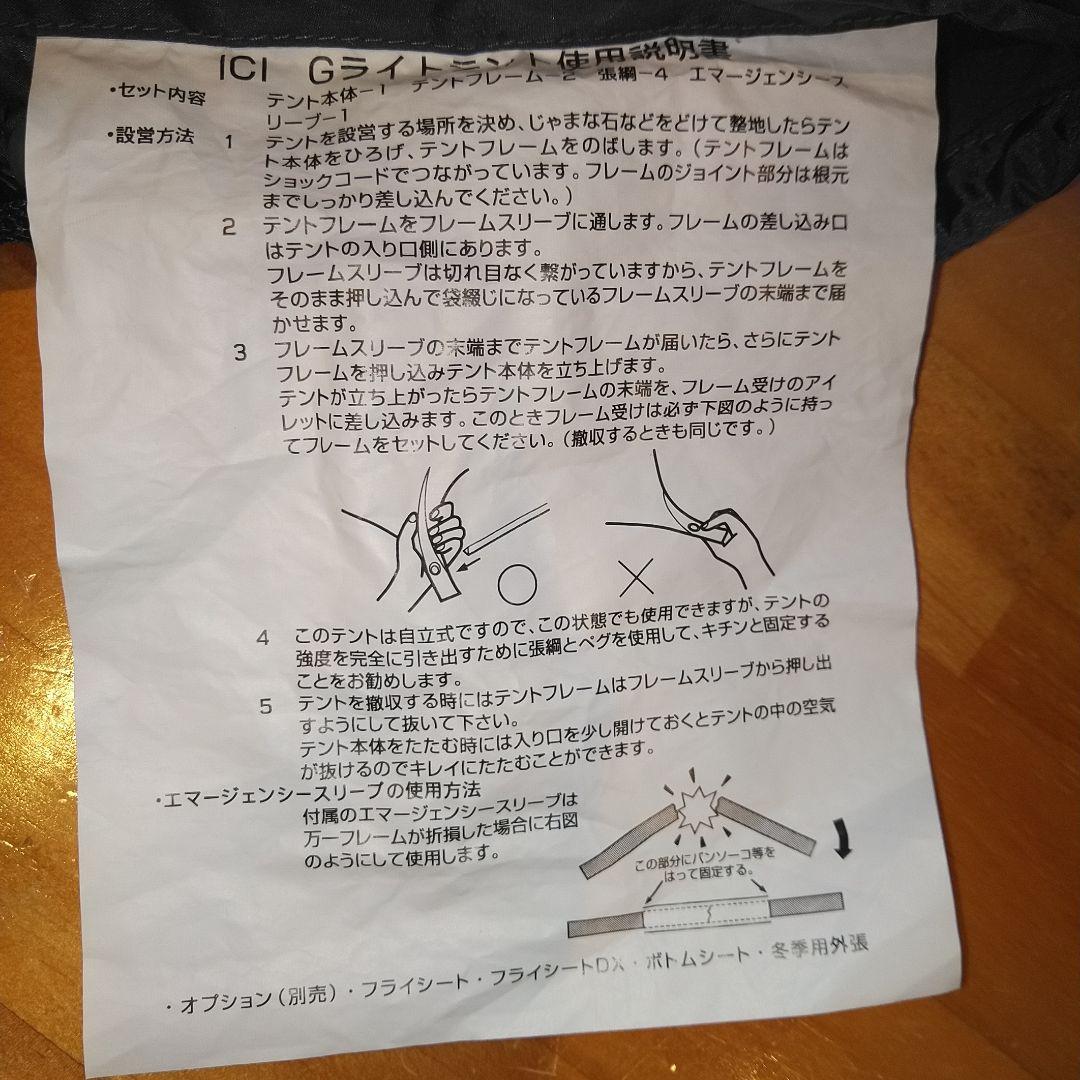 ICI Gライトテント使用説明書
・セット内容 テント本体−1 テントフレーム−2 張綱−4 エマージェンシース
リーブ−1
・設営方法 1 テントを設営する場所を決め、じゃまな石などをどけて整地したらテン
ト本体をひろげ、テントフレームをのばします。(テントフレームは
ショックコードでつながっています。フレームのジョイント部分は根元
までしっかり差し込んでください。)
2 テントフレームをフレームスリーブに通します。フレームの差し込み口
はテントの入り口側にあります。
フレームスリーブは切れ目なく繋がっていますから、テントフレームを
そのまま押し込んで袋綴じになっているフレームスリーブの末端まで届
かせます。
3 フレームスリーブの末端までテントフレームが届いたら、さらにテント
フレームを押し込みテント本体を立ち上げます。
テントが立ち上がったらテントフレームの末端を、フレーム受けのアイ
レットに差し込みます。このときフレーム受けは必ず下図のように持っ
てフレームをセットしてください。(撤収するときも同じです。)
4 このテントは自立式ですので、この状態でも使用できますが、テントの
強度を完全に引き出すために張綱とペグを使用して、キチンと固定する
ことをお勧めします。
5 テントを撤収する時にはテントフレームはフレームスリーブから押し出
すようにして抜いて下さい。
テント本体をたたむ時には入り口を少し開けておくとテントの中の空気
が抜けるのでキレイにたたむことができます。
・エマージェンシースリーブの使用方法
付属のエマージェンシースリーブは
万一フレームが折損した場合に右図
のようにして使用します。
この部分にバンソーコ等を
はって固定する。
・オプション(別売)・フライシート・フライシートDX・ボトムシート・冬季用外張